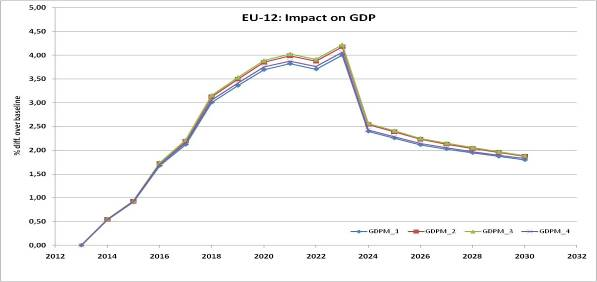 EU-12: Impact on GDP
5,00
4,50
4,00
3,50
3,00
2,50
2,00
1,50
1,00
0,50
0,00
% diff. over baseline
2012 2014 2016 2018 2020 2022 2024 2026 2028 2030 2032
GDPM_1 GDPM_2 GDPM_3 GDPM_4